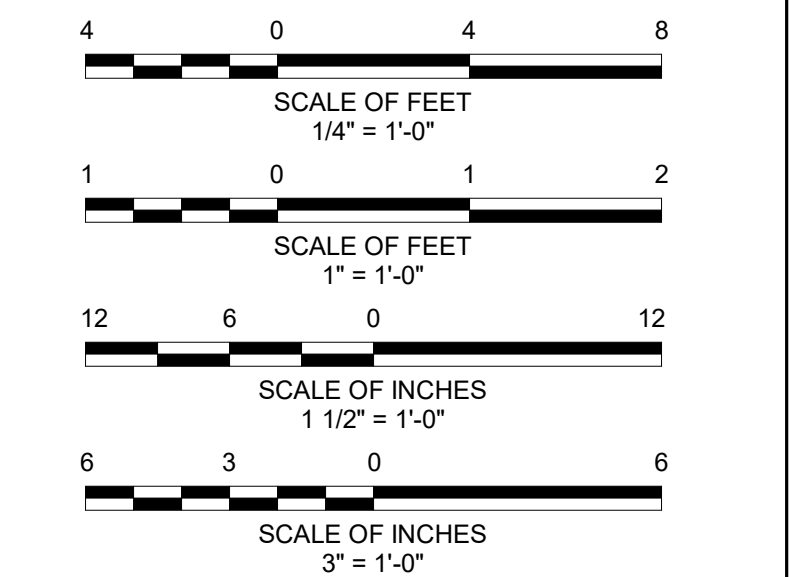 4 0 4 8
SCALE OF FEET
1/4" = 1'-0"
1 0 1 2
SCALE OF FEET
1" = 1'-0"
12 6 0 12
SCALE OF INCHES
1 1/2" = 1'-0"
6 3 0 6
SCALE OF INCHES
3" = 1'-0"